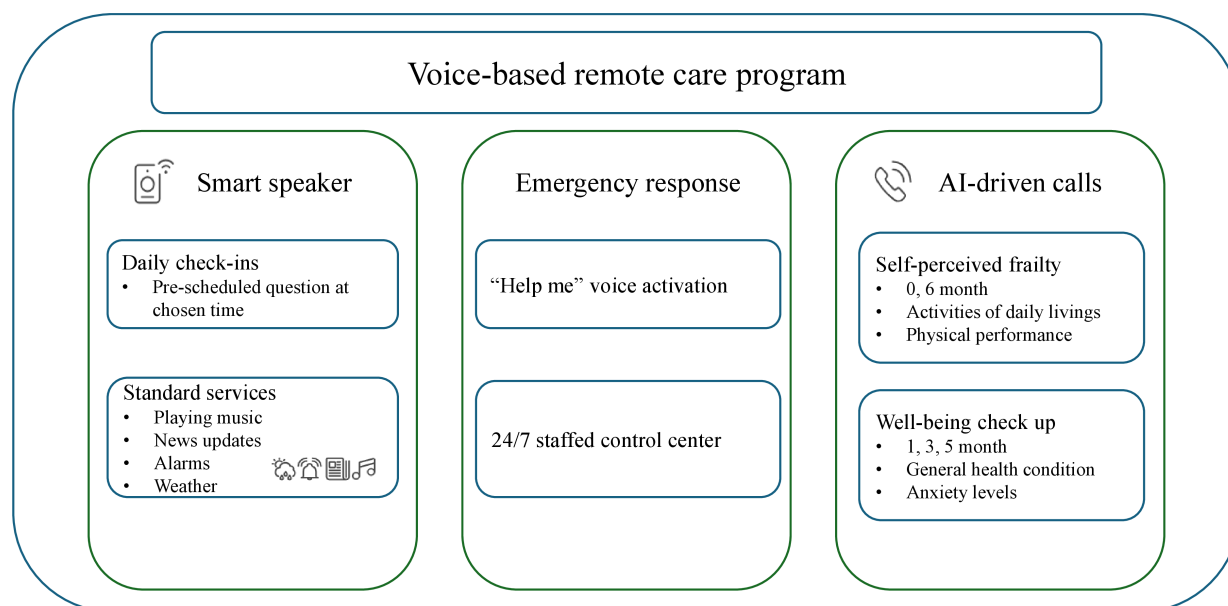 Voice-based remote care program
Smart speaker
Daily check-ins
• Pre-scheduled question at
chosen time
Standard services
• Playing music
• News updates
• Alarms
• Weather
Emergency response
“Help me” voice activation
24/7 staffed control center
AI-driven calls
Self-perceived frailty
• 0, 6 month
• Activities of daily livings
• Physical performance
Well-being check up
• 1, 3, 5 month
• General health condition
• Anxiety levels